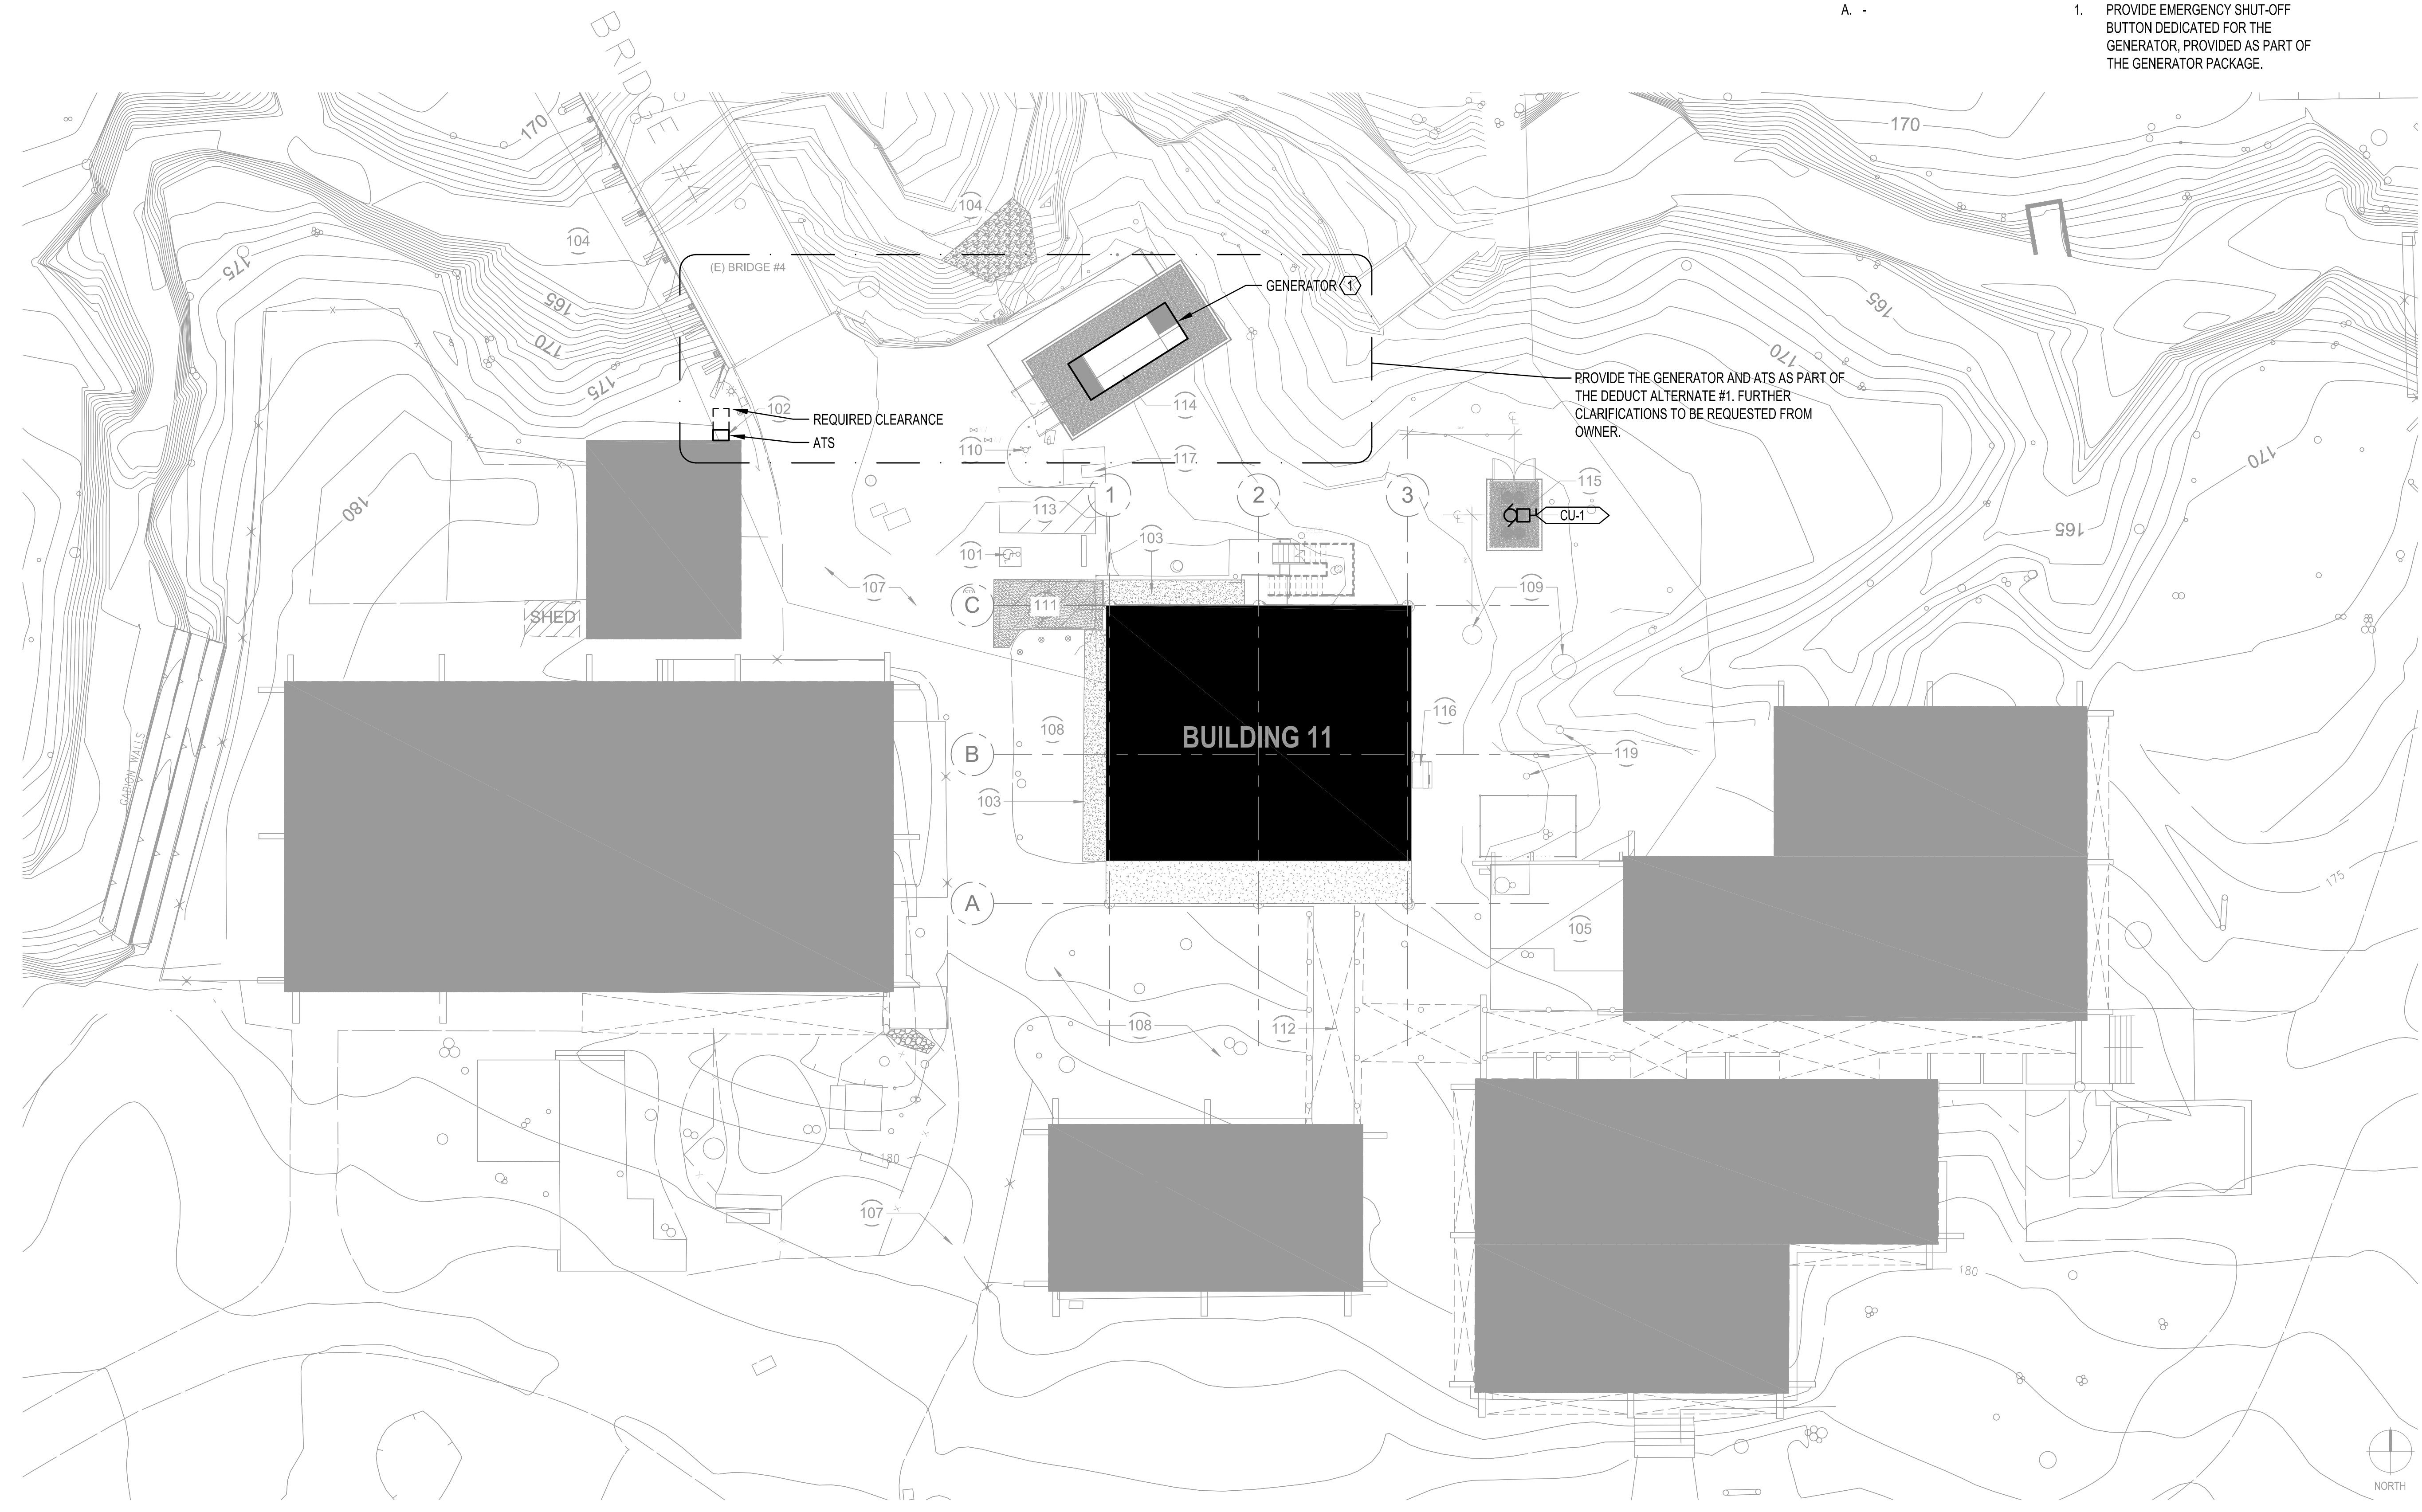 A. -
1. PROVIDE EMERGENCY SHUT-OFF
BUTTON DEDICATED FOR THE
GENERATOR, PROVIDED AS PART OF
THE GENERATOR PACKAGE.
BRIDGE #4
170
170
104
104
175
(E) BRIDGE #4
GENERATOR 1
165
165
170
170
PROVIDE THE GENERATOR AND ATS AS PART OF
THE DEDUCT ALTERNATE #1. FURTHER
CLARIFICATIONS TO BE REQUESTED FROM
OWNER.
175
102
114
REQUIRED CLEARANCE
ATS
110
117
170
180
1
2
3
115
113
CU-1
165
101
103
107
109
C
111
SHED
108
BUILDING 11
116
B
119
GABION WALLS
103
175
A
105
108
112
180
107
180
NORTH